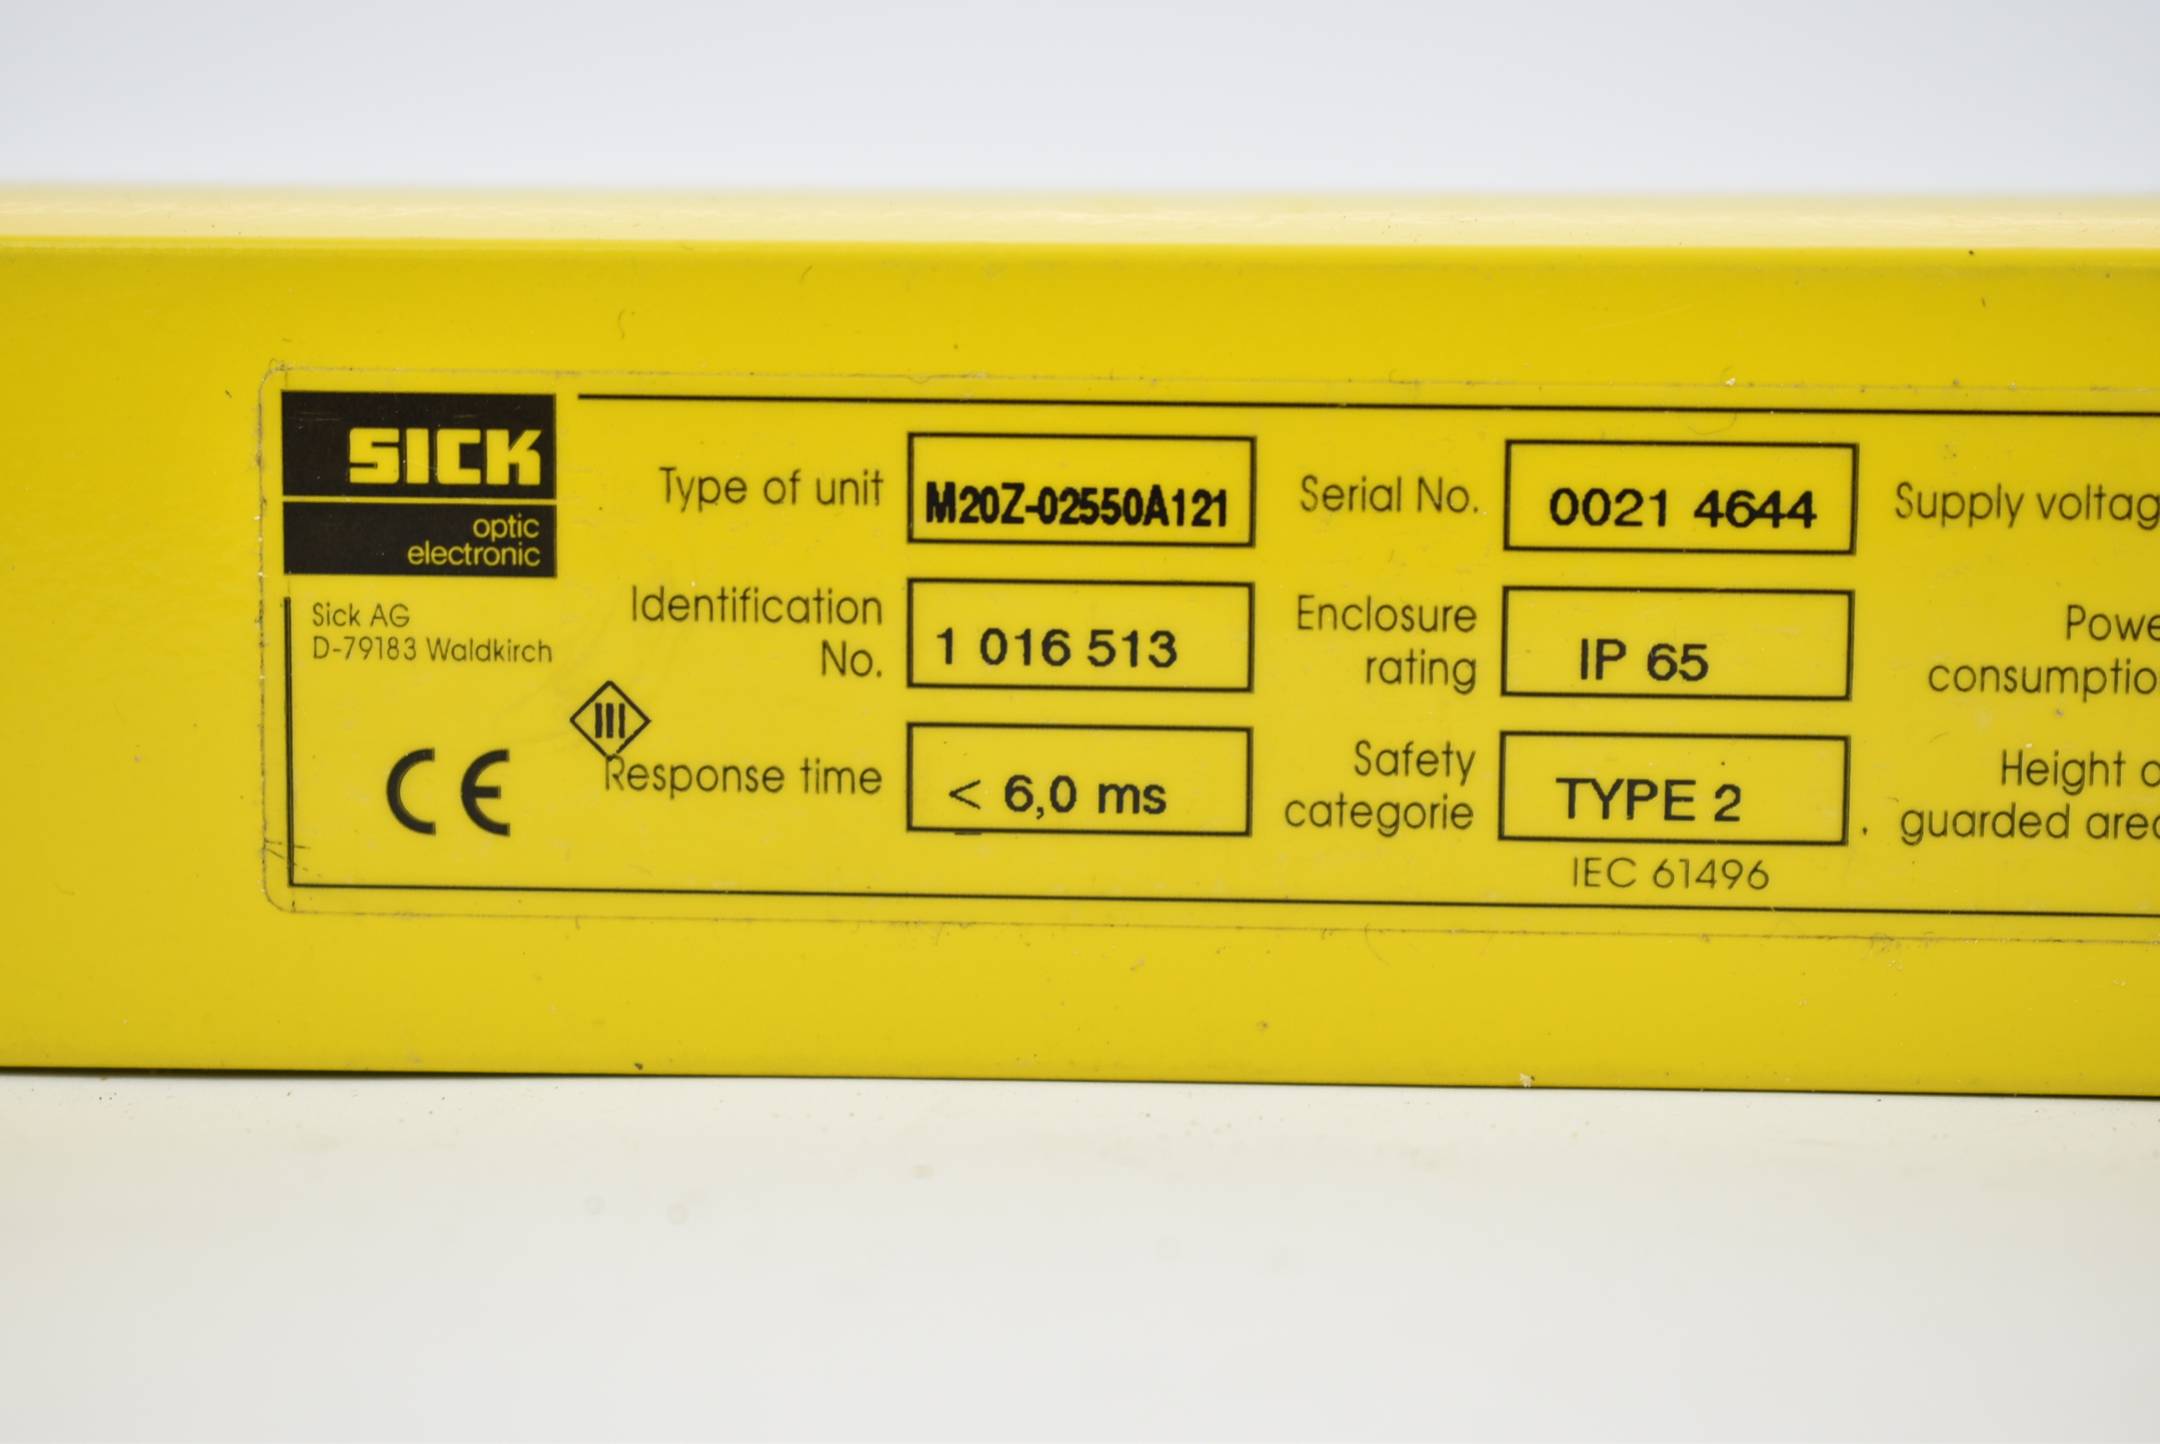 SICK
optic
electronic
Sick AG
D-79183 Waldkirch
CE
III
Type of unit
M20Z-02550A121
Identification
No.
1 016 513
Response time
< 6,0 ms
Serial No.
0021 4644
Enclosure
rating
IP 65
Safety
categorie
TYPE 2
IEC 61496
Supply voltag
Powe
consumptio
Height o
guarded area